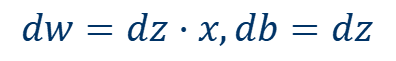 dw = dz · x, db = dz